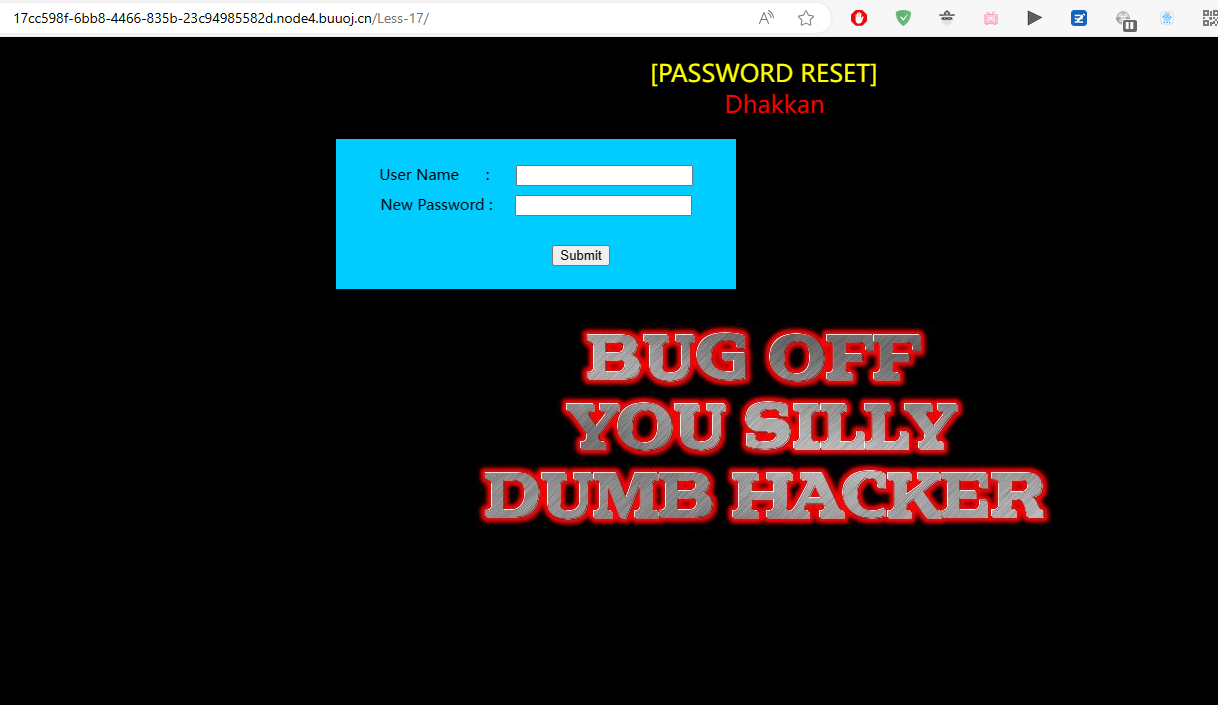 17cc598f-6bb8-4466-835b-23c94985582d.node4.buuoj.cn/Less-17/
[PASSWORD RESET]
Dhakkan
User Name :
New Password :
Submit
BUG OFF
YOU SILLY
DUMB HACKER